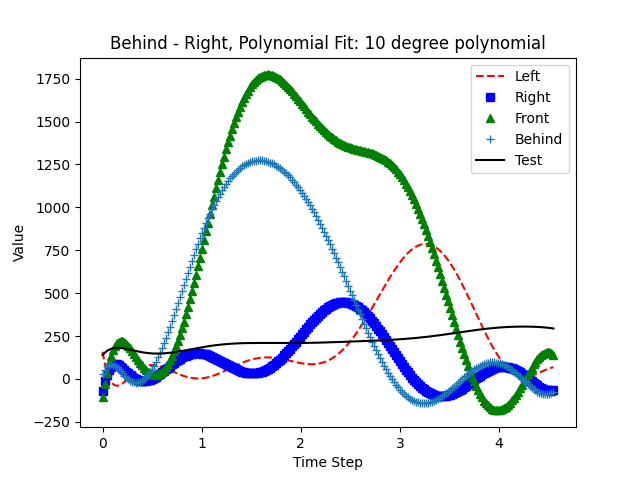 Behind - Right, Polynomial Fit: 10 degree polynomial
Left
Right
Front
Behind
Test
1750
1500
1250
1000
750
500
250
0
−250
Value
0 1 2 3 4
Time Step